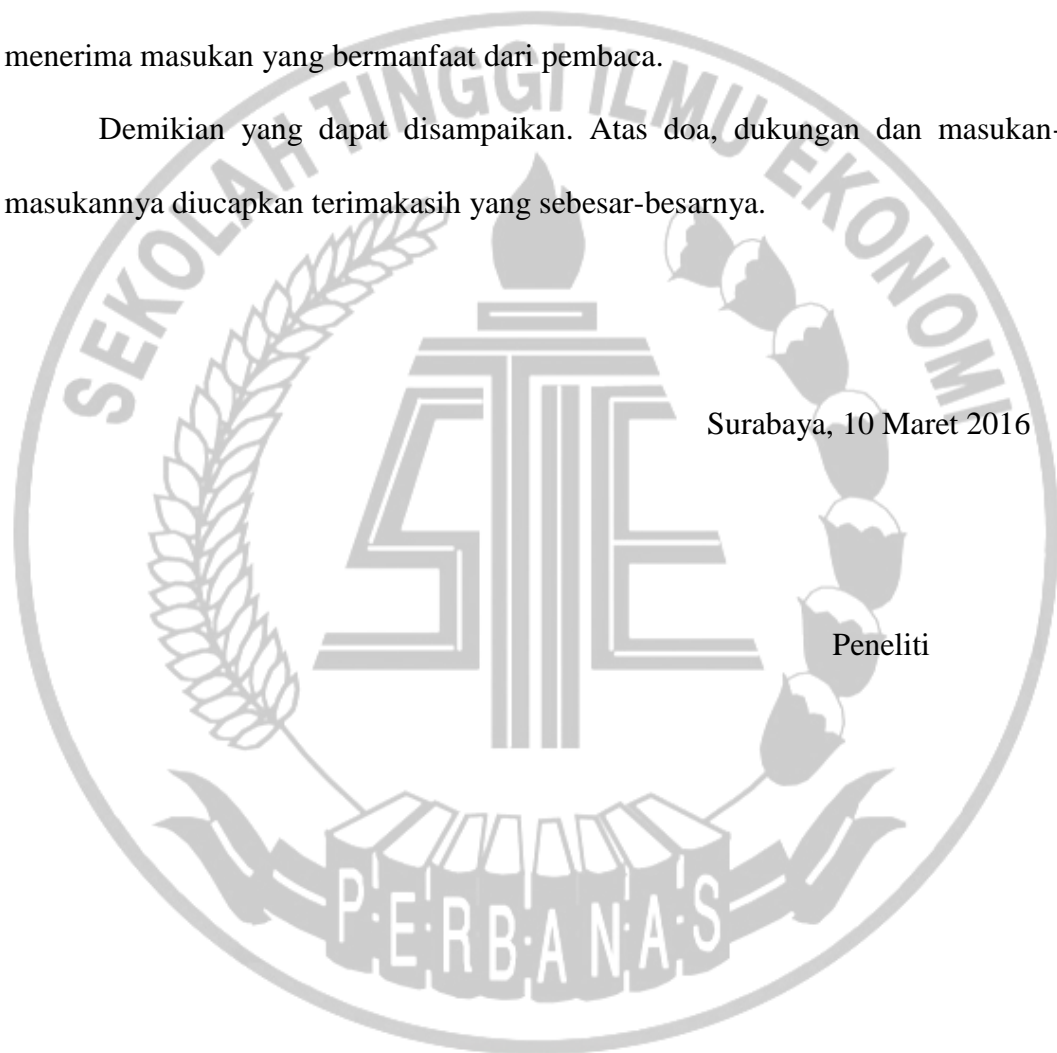 menerima masukan yang bermanfaat dari pembaca.
Demikian yang dapat disampaikan. Atas doa, dukungan dan masukan-
masukannya diucapkan terimakasih yang sebesar-besarnya.
SEKOLAH TINGGI ILMU EKONOMI
Surabaya, 10 Maret 2016
STIE
Peneliti
P·E·R·B·A·N·A·S